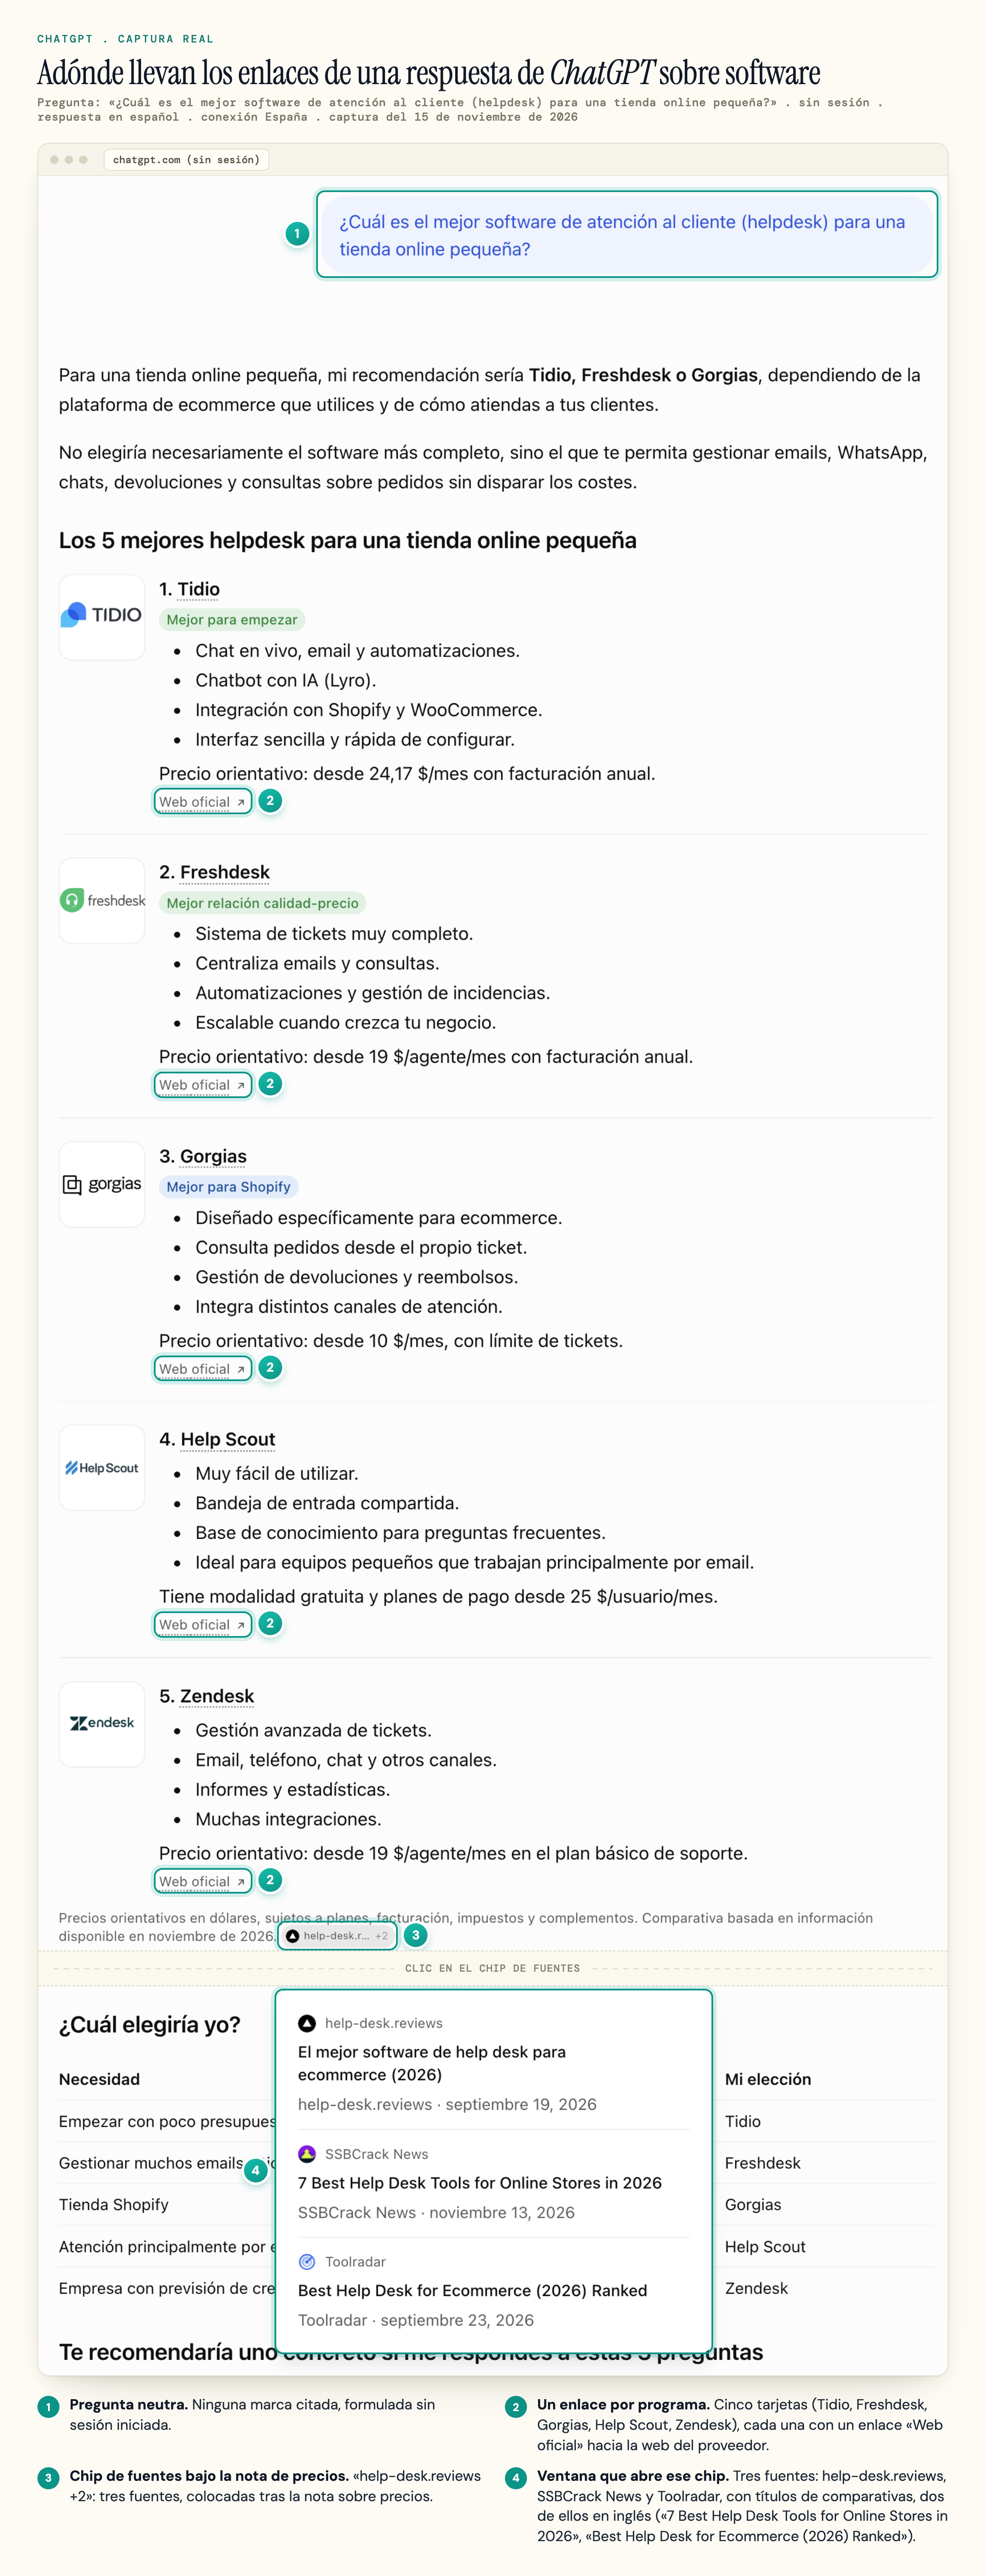 CHATGPT . CAPTURA REAL
Adónde llevan los enlaces de una respuesta de ChatGPT sobre software
Pregunta: «¿Cuál es el mejor software de atención al cliente (helpdesk) para una tienda online pequeña?» . sin sesión .
respuesta en español . conexión España . captura del 15 de noviembre de 2026
chatgpt.com (sin sesión)
1
¿Cuál es el mejor software de atención al cliente (helpdesk) para una
tienda online pequeña?
Para una tienda online pequeña, mi recomendación sería Tidio, Freshdesk o Gorgias, dependiendo de la
plataforma de ecommerce que utilices y de cómo atiendas a tus clientes.
No elegiría necesariamente el software más completo, sino el que te permita gestionar emails, WhatsApp,
chats, devoluciones y consultas sobre pedidos sin disparar los costes.
Los 5 mejores helpdesk para una tienda online pequeña
TIDIO
1. Tidio
Mejor para empezar
• Chat en vivo, email y automatizaciones.
• Chatbot con IA (Lyro).
• Integración con Shopify y WooCommerce.
• Interfaz sencilla y rápida de configurar.
Precio orientativo: desde 24,17 $/mes con facturación anual.
Web oficial ↗ 2
freshdesk
2. Freshdesk
Mejor relación calidad-precio
• Sistema de tickets muy completo.
• Centraliza emails y consultas.
• Automatizaciones y gestión de incidencias.
• Escalable cuando crezca tu negocio.
Precio orientativo: desde 19 $/agente/mes con facturación anual.
Web oficial ↗ 2
gorgias
3. Gorgias
Mejor para Shopify
• Diseñado específicamente para ecommerce.
• Consulta pedidos desde el propio ticket.
• Gestión de devoluciones y reembolsos.
• Integra distintos canales de atención.
Precio orientativo: desde 10 $/mes, con límite de tickets.
Web oficial ↗ 2
Help Scout
4. Help Scout
• Muy fácil de utilizar.
• Bandeja de entrada compartida.
• Base de conocimiento para preguntas frecuentes.
• Ideal para equipos pequeños que trabajan principalmente por email.
Tiene modalidad gratuita y planes de pago desde 25 $/usuario/mes.
Web oficial ↗ 2
Zendesk
5. Zendesk
• Gestión avanzada de tickets.
• Email, teléfono, chat y otros canales.
• Informes y estadísticas.
• Muchas integraciones.
Precio orientativo: desde 19 $/agente/mes en el plan básico de soporte.
Web oficial ↗ 2
Precios orientativos en dólares, sujetos a planes, facturación, impuestos y complementos. Comparativa basada en información
disponible en noviembre de 2026. help-desk.r... +2 3
CLIC EN EL CHIP DE FUENTES
¿Cuál elegiría yo?
Necesidad Mi elección
Empezar con poco Tidio
Gestionar muchos emails Freshdesk
Tienda Shopify Gorgias
Atención principalmente por Help Scout
Empresa con previsión de Zendesk
4
help-desk.reviews
El mejor software de help desk para
ecommerce (2026)
help-desk.reviews · septiembre 19, 2026
SSBCrack News
7 Best Help Desk Tools for Online Stores in 2026
SSBCrack News · noviembre 13, 2026
Toolradar
Best Help Desk for Ecommerce (2026) Ranked
Toolradar · septiembre 23, 2026
Te recomendaría uno concreto si me respondes a estas 3 preguntas
1 Pregunta neutra. Ninguna marca citada, formulada sin
sesión iniciada.
2 Un enlace por programa. Cinco tarjetas (Tidio, Freshdesk,
Gorgias, Help Scout, Zendesk), cada una con un enlace «Web
oficial» hacia la web del proveedor.
3 Chip de fuentes bajo la nota de precios. «help-desk.reviews
+2»: tres fuentes, colocadas tras la nota sobre precios.
4 Ventana que abre ese chip. Tres fuentes: help-desk.reviews,
SSBCrack News y Toolradar, con títulos de comparativas, dos
de ellos en inglés («7 Best Help Desk Tools for Online Stores in
2026», «Best Help Desk for Ecommerce (2026) Ranked»).